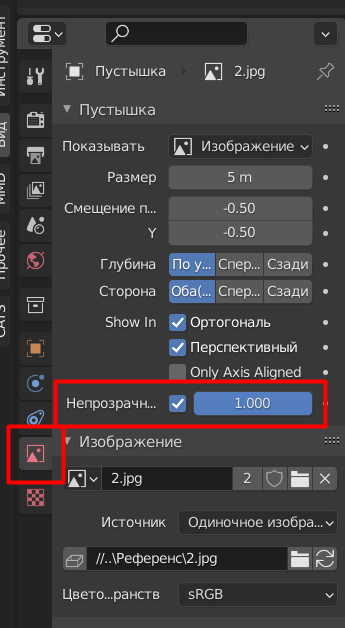 Инструмент
Вид
MMD
Прочее
CATS
Пустышка › 2.jpg
Пустышка
Показывать Изображение
Размер 5 m
Смещение п... -0.50
Y -0.50
Глубина По у... Спер... Сзади
Сторона Оба(... Спер... Сзади
Show In Ортогональ
Перспективный
Only Axis Aligned
Непрозрачн... 1.000
Изображение
2.jpg 2
Источник Одиночное изобра...
//..\Референс\2.jpg
Цвето...ранств sRGB